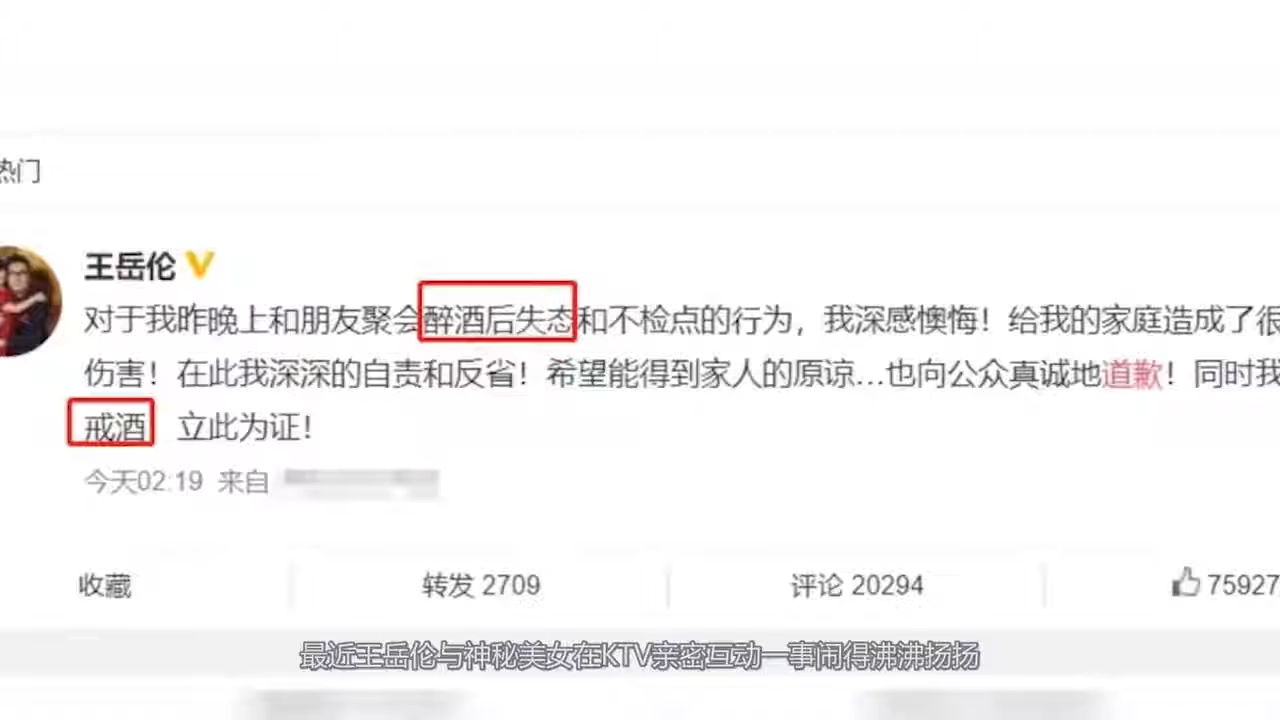 热门
王岳伦
对于我昨晚上和朋友聚会醉酒后失态和不检点的行为，我深感懊悔！给我的家庭造成了很
伤害！在此我深深的自责和反省！希望能得到家人的原谅...也向公众真诚地道歉！同时我
戒酒 立此为证！
今天02:19 来自
收藏 转发 2709 评论 20294 75927
最近王岳伦与神秘美女在KTV亲密互动一事闹得沸沸扬扬